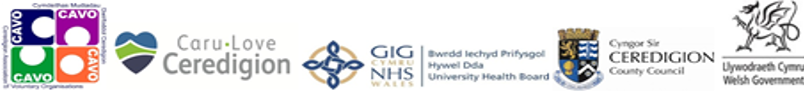 Cymdeithas Mudiadau
Gwirfoddol Ceredigion
CAVO
CAVO
CAVO
CAVO
Ceredigion Association
of Voluntary Organisations
Caru•Love
Ceredigion
GIG
CYMRU
NHS
WALES
Bwrdd Iechyd Prifysgol
Hywel Dda
University Health Board
Cyngor Sir
CEREDIGION
County Council
Llywodraeth Cymru
Welsh Government